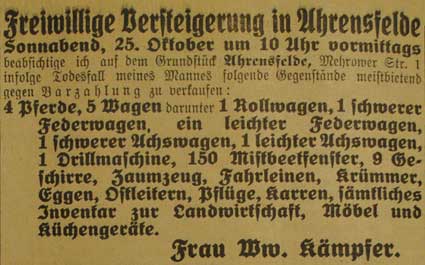 Freiwillige Versteigerung in Ahrensfelde
Sonnabend, 25. Oktober um 10 Uhr vormittags
beabsichtige ich auf dem Grundstück Ahrensfelde, Mehrower Str. 1
infolge Todesfall meines Mannes folgende Gegenstände meistbietend
gegen Barzahlung zu verkaufen:
4 Pferde, 5 Wagen darunter 1 Rollwagen, 1 schwerer
Federwagen, ein leichter Federwagen,
1 schwerer Achswagen, 1 leichter Achswagen,
1 Drillmaschine, 150 Mistbeetfenster, 9 Ge-
schirre, Zaumzeug, Fahrleinen, Krümmer,
Eggen, Ostleitern, Pflüge, Karren, sämtliches
Inventar zur Landwirtschaft, Möbel und
Küchengeräte.
Frau Ww. Kämpfer.